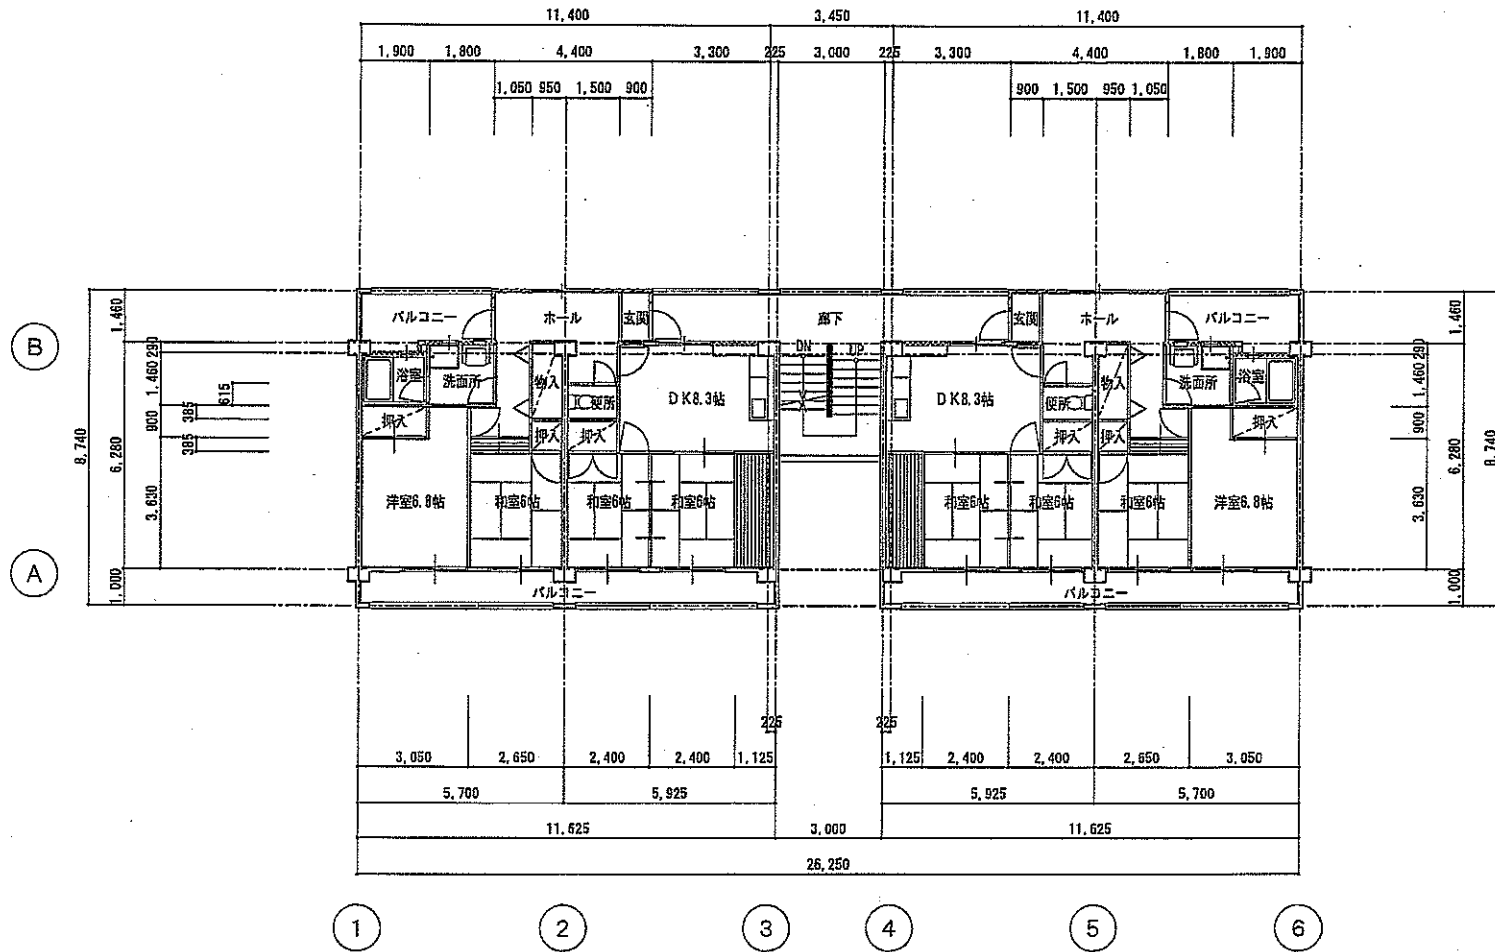 11,400 3,450 11,400
1,900 1,800 4,400 3,300 225 3,000 225 3,300 4,400 1,800 1,900
1,050 950 1,500 900 900 1,500 950 1,050
バルコニー ホール 玄関 廊下 玄関 ホール バルコニー
DN UP
浴室 洗面所 物入 便所 DK8.3帖 DK8.3帖 便所 物入 洗面所 浴室
押入 押入 押入 押入 押入 押入
洋室6.8帖 和室6帖 和室6帖 和室6帖 和室6帖 和室6帖 和室6帖 洋室6.8帖
バルコニー バルコニー
B
A
8,740
1,460 6,280 1,000
290 1,460 900 3,630
615
385
385
1,460 6,280 1,000
290 1,460 900 3,630
8,740
225 225
3,050 2,650 2,400 2,400 1,125 1,125 2,400 2,400 2,650 3,050
5,700 5,925 5,925 5,700
11,625 3,000 11,625
26,250
1 2 3 4 5 6